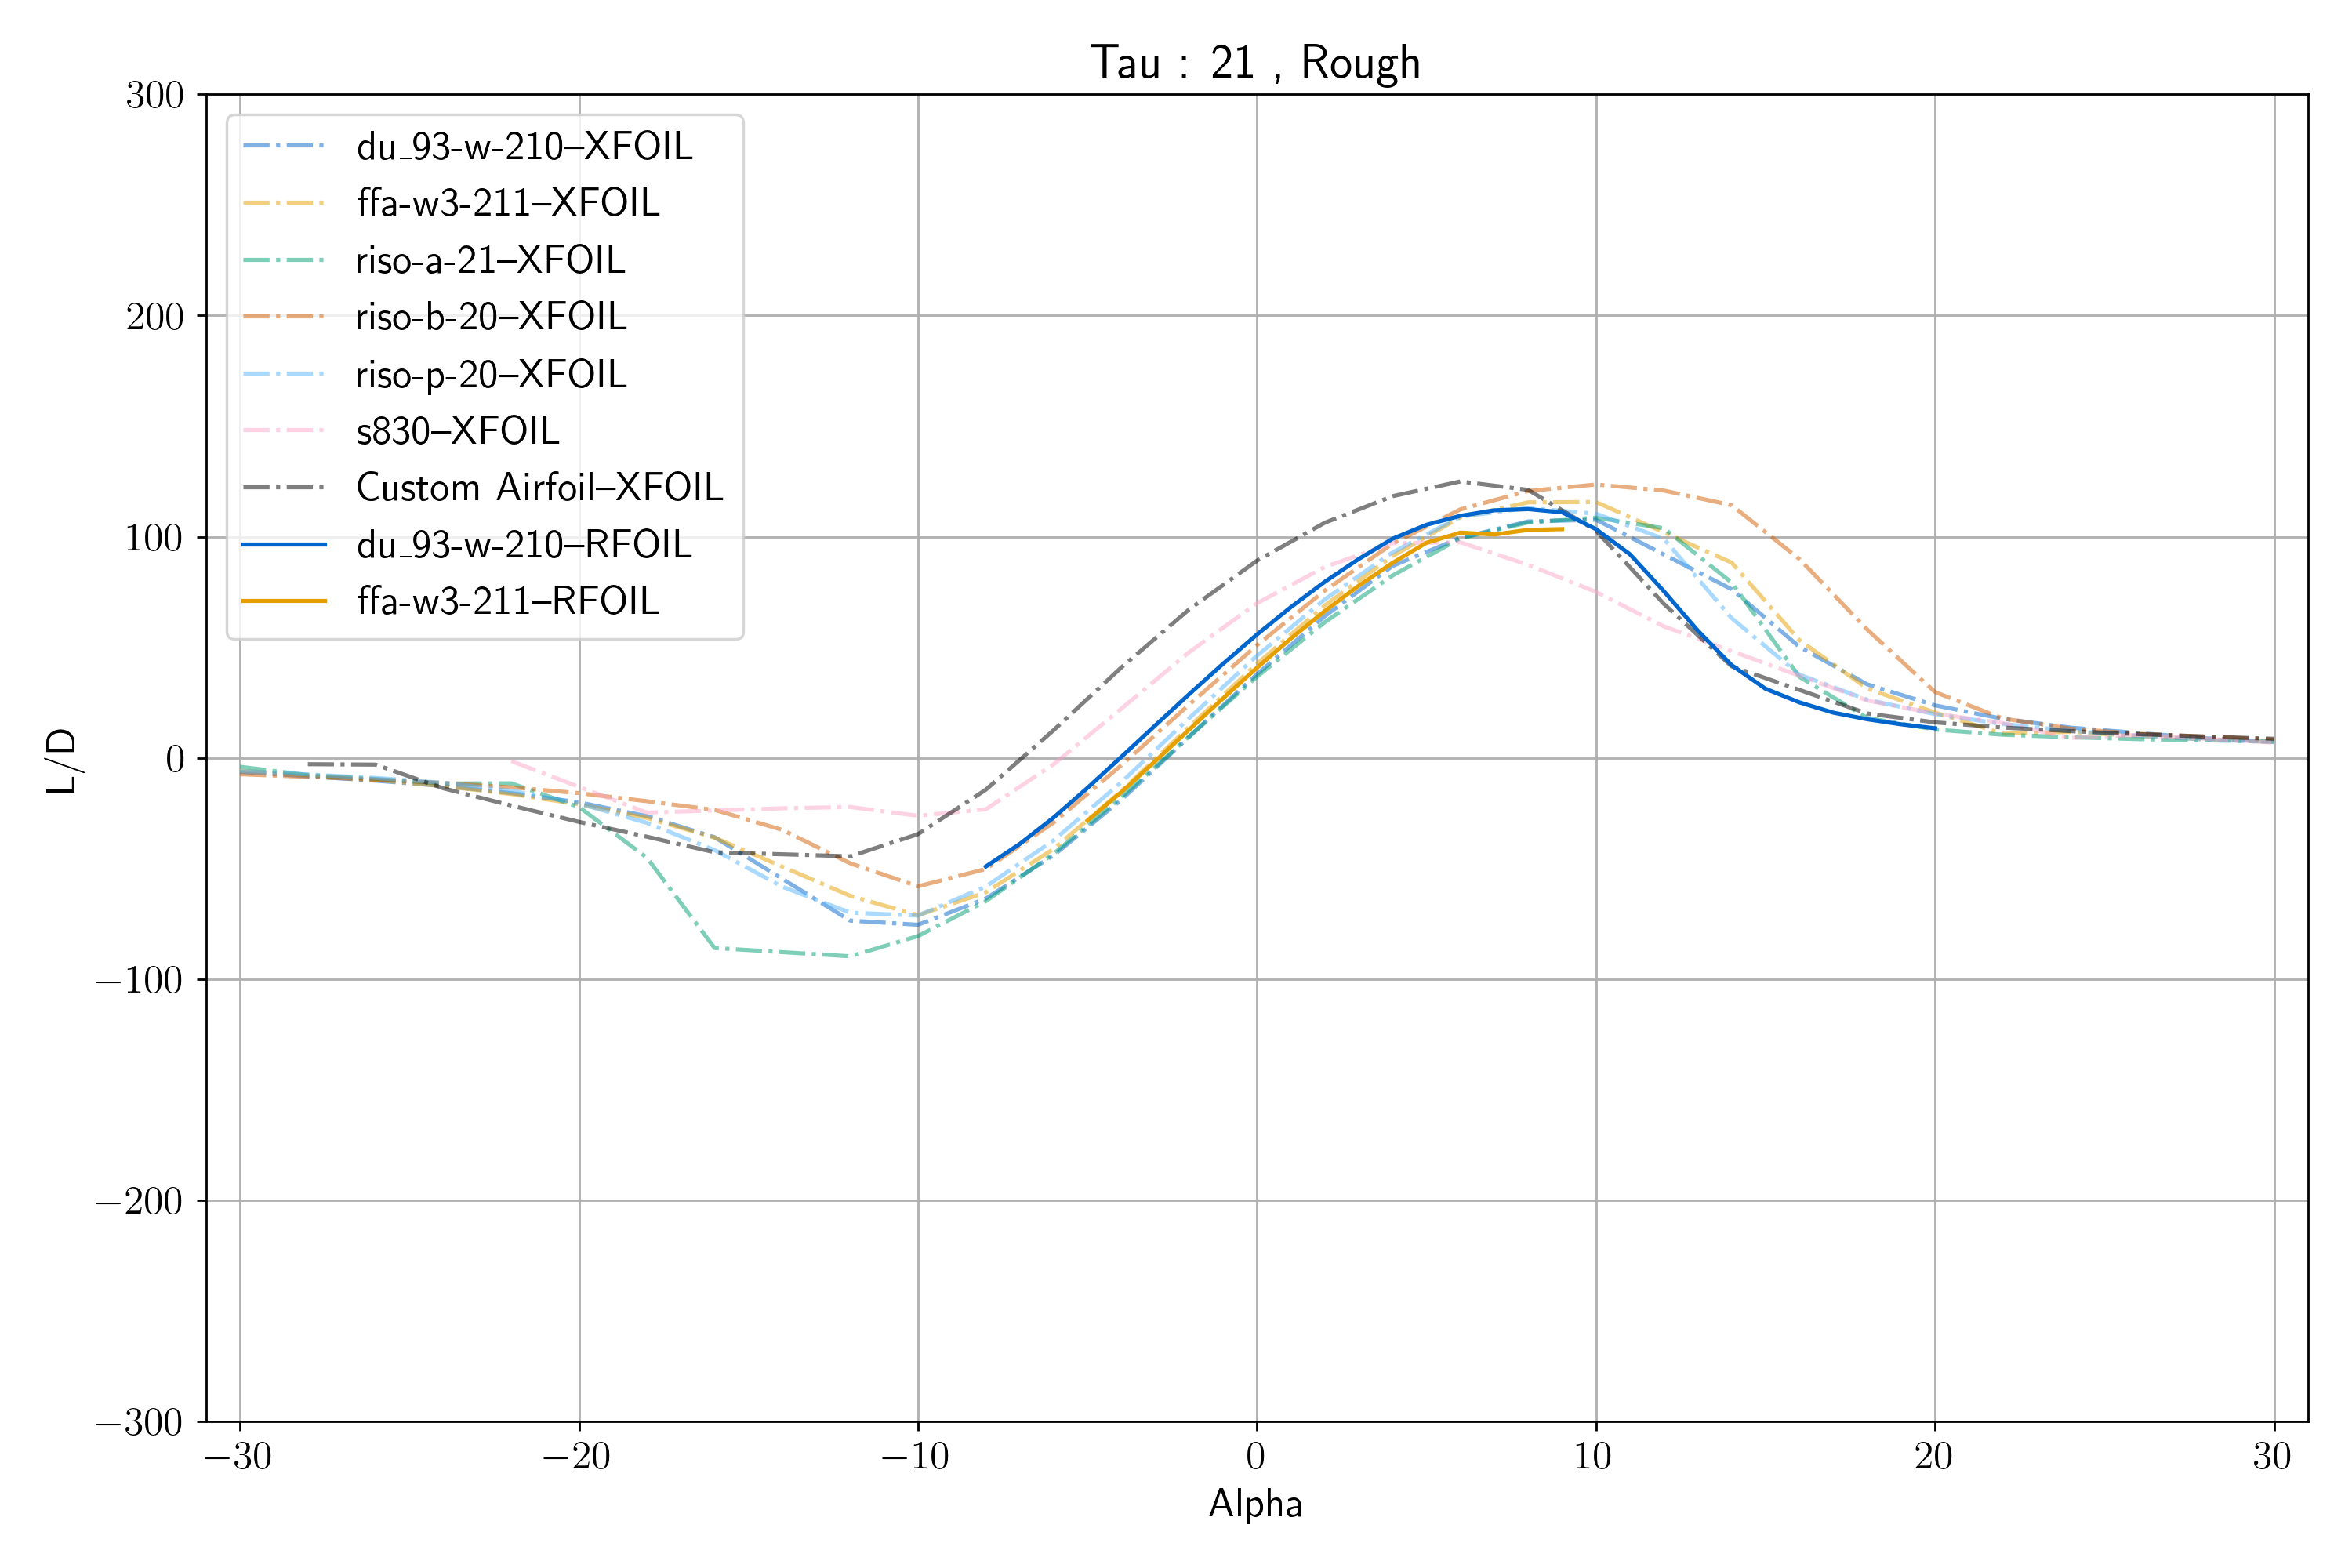 Tau : 21 , Rough
300
200
100
0
−100
−200
−300
L/D
du_93-w-210–XFOIL
ffa-w3-211–XFOIL
riso-a-21–XFOIL
riso-b-20–XFOIL
riso-p-20–XFOIL
s830–XFOIL
Custom Airfoil–XFOIL
du_93-w-210–RFOIL
ffa-w3-211–RFOIL
−30 −20 −10 0 10 20 30
Alpha